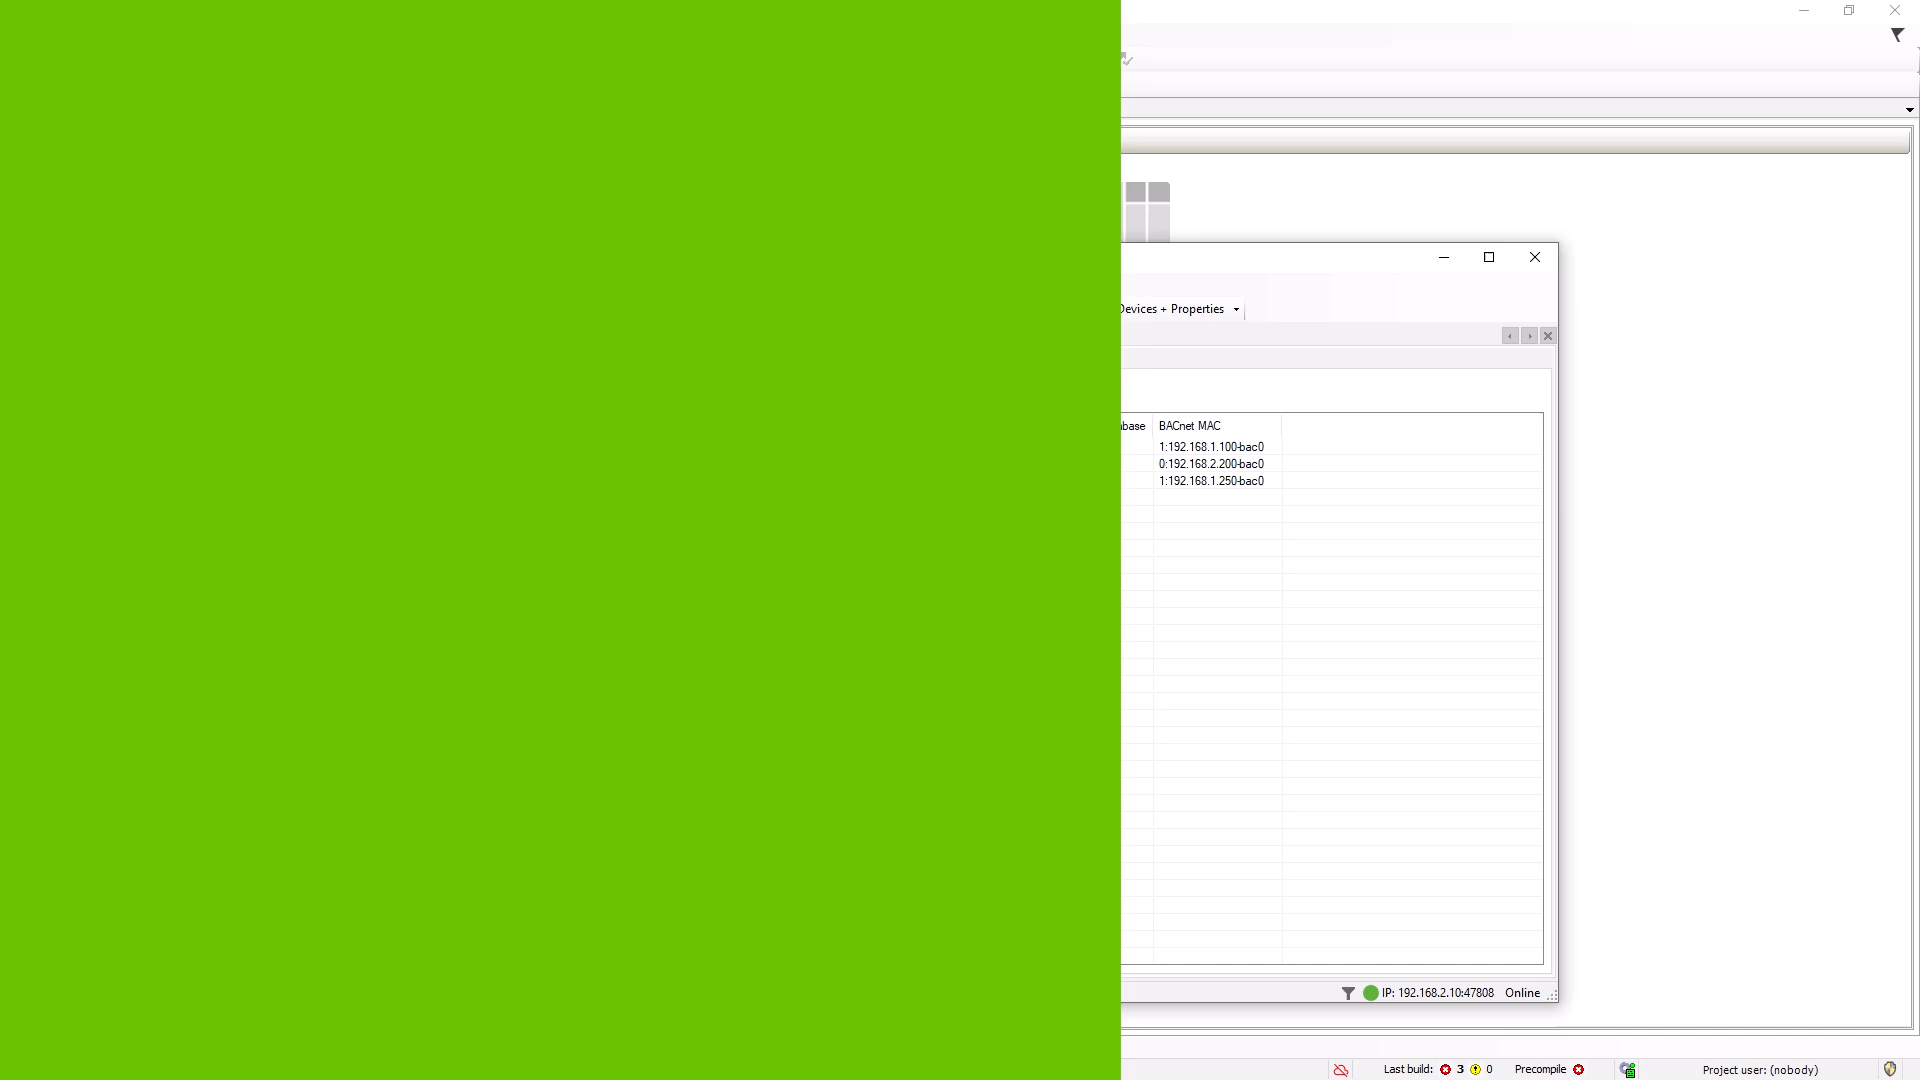 Devices + Properties
BACnet MAC
1:192.168.1.100-bac0
0:192.168.2.200-bac0
1:192.168.1.250-bac0
IP: 192.168.2.10:47808 Online
Last build: 3 0 Precompile Project user: (nobody)